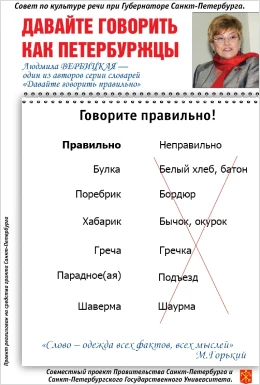 Совет по культуре речи при Губернаторе Санкт-Петербурга.
ДАВАЙТЕ ГОВОРИТЬ
КАК ПЕТЕРБУРЖЦЫ
Людмила ВЕРБИЦКАЯ —
один из авторов серии словарей
«Давайте говорить правильно»
Говорите правильно!
Правильно Неправильно
Булка Белый хлеб, батон
Поребрик Бордюр
Хабарик Бычок, окурок
Греча Гречка
Парадное(ая) Подъезд
Шаверма Шаурма
«Слово – одежда всех фактов, всех мыслей»
М.Горький
Проект реализован на средства гранта Санкт-Петербурга
Совместный проект Правительства Санкт-Петербурга и
Санкт-Петербургского Государственного Университета.